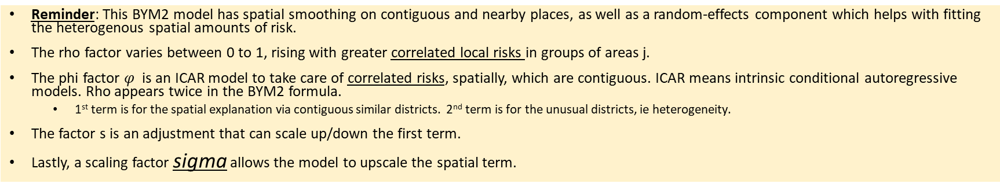 • Reminder: This BYM2 model has spatial smoothing on contiguous and nearby places, as well as a random-effects component which helps with fitting
the heterogenous spatial amounts of risk.
• The rho factor varies between 0 to 1, rising with greater correlated local risks in groups of areas j.
• The phi factor φ is an ICAR model to take care of correlated risks, spatially, which are contiguous. ICAR means intrinsic conditional autoregressive
models. Rho appears twice in the BYM2 formula.
• 1st term is for the spatial explanation via contiguous similar districts. 2nd term is for the unusual districts, ie heterogeneity.
• The factor s is an adjustment that can scale up/down the first term.
• Lastly, a scaling factor sigma allows the model to upscale the spatial term.